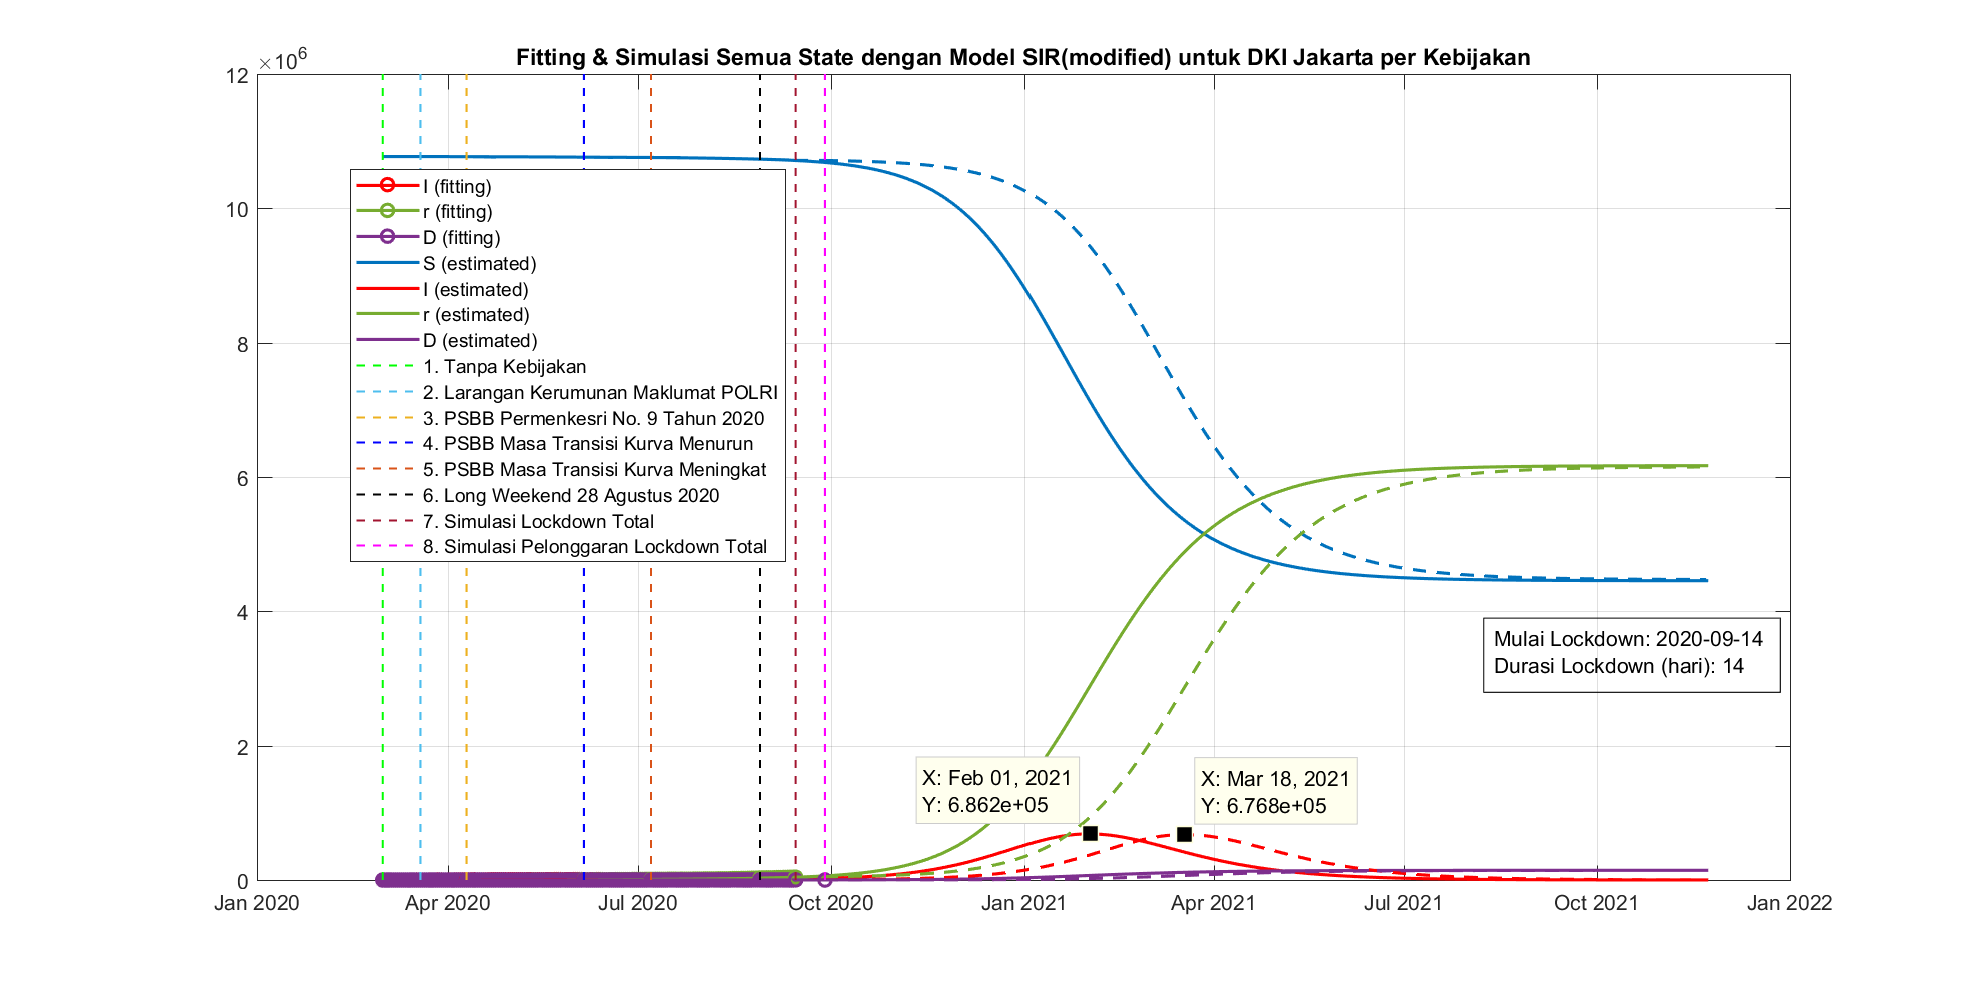 Fitting & Simulasi Semua State dengan Model SIR(modified) untuk DKI Jakarta per Kebijakan
×10^6
12
10
8
6
4
2
0
I (fitting)
r (fitting)
D (fitting)
S (estimated)
I (estimated)
r (estimated)
D (estimated)
1. Tanpa Kebijakan
2. Larangan Kerumunan Maklumat POLRI
3. PSBB Permenkesri No. 9 Tahun 2020
4. PSBB Masa Transisi Kurva Menurun
5. PSBB Masa Transisi Kurva Meningkat
6. Long Weekend 28 Agustus 2020
7. Simulasi Lockdown Total
8. Simulasi Pelonggaran Lockdown Total
Mulai Lockdown: 2020-09-14
Durasi Lockdown (hari): 14
X: Feb 01, 2021
Y: 6.862e+05
X: Mar 18, 2021
Y: 6.768e+05
Jan 2020
Apr 2020
Jul 2020
Oct 2020
Jan 2021
Apr 2021
Jul 2021
Oct 2021
Jan 2022